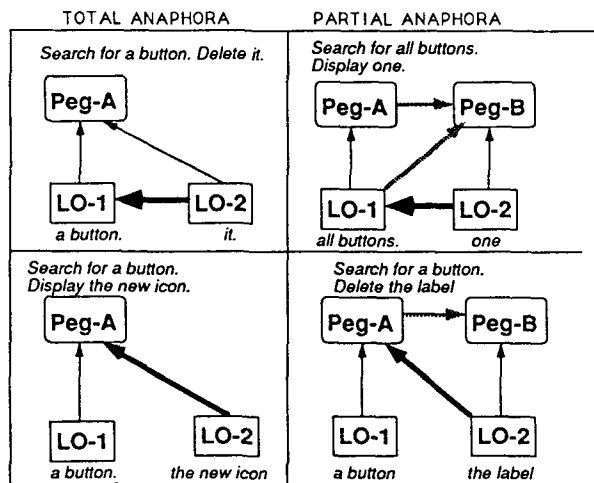 TOTAL ANAPHORA
PARTIAL ANAPHORA
Search for a button. Delete it.
Peg-A
LO-1
LO-2
a button.
it.
Search for all buttons.
Display one.
Peg-A
Peg-B
LO-1
LO-2
all buttons.
one
Search for a button.
Display the new icon.
Peg-A
LO-1
LO-2
a button.
the new icon
Search for a button.
Delete the label
Peg-A
Peg-B
LO-1
LO-2
a button
the label